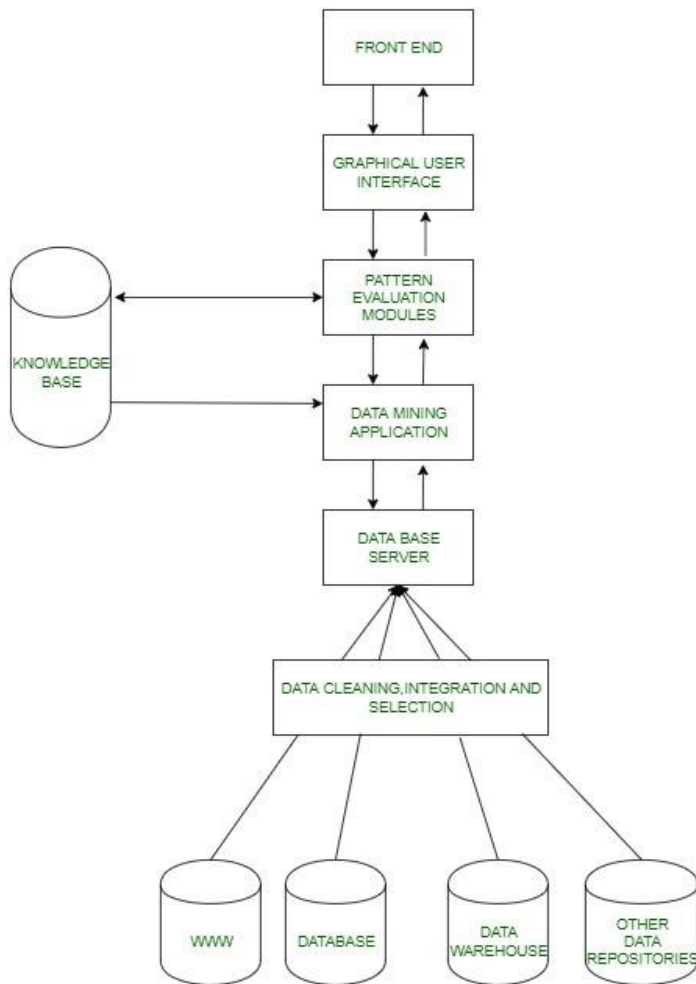 FRONT END
GRAPHICAL USER
INTERFACE
PATTERN
EVALUATION
MODULES
KNOWLEDGE
BASE
DATA MINING
APPLICATION
DATA BASE
SERVER
DATA CLEANING,INTEGRATION AND
SELECTION
WWW
DATABASE
DATA
WAREHOUSE
OTHER
DATA
REPOSITORIES